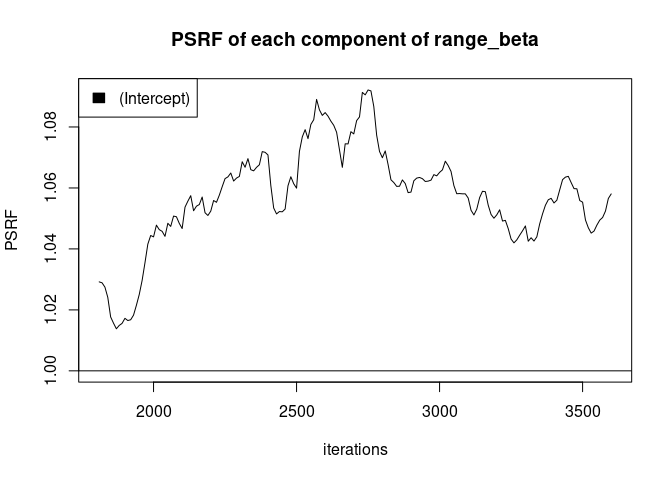 PSRF of each component of range_beta
(Intercept)
PSRF
1.08
1.06
1.04
1.02
1.00
2000 2500 3000 3500
iterations